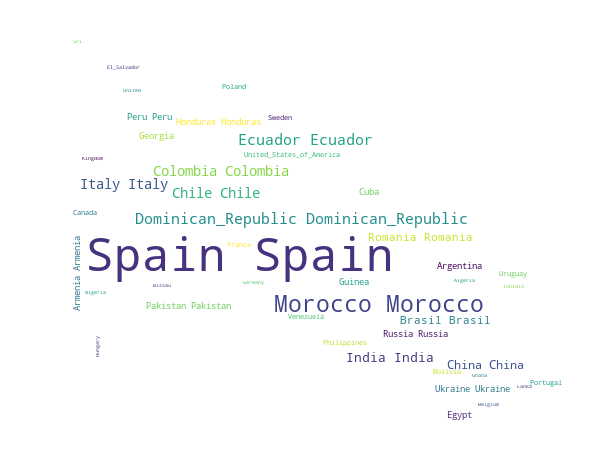 Sri
El_Salvador
United
Poland
Peru Peru
Honduras Honduras
Sweden
Georgia
Ecuador Ecuador
United_States_of_America
Kingdom
Colombia Colombia
Italy Italy
Chile Chile
Cuba
Canada
Dominican_Republic Dominican_Republic
Romania Romania
France
Spain Spain
Armenia Armenia
Argentina
Uruguay
Germany
Guinea
Algeria
Bissau
Tunisia
Nigeria
Pakistan Pakistan
Morocco Morocco
Venezuela
Brasil Brasil
Russia Russia
Hungary
Philippines
India India
China China
Bolivia
Ghana
Portugal
Ukraine Ukraine
Lanka
Belgium
Egypt